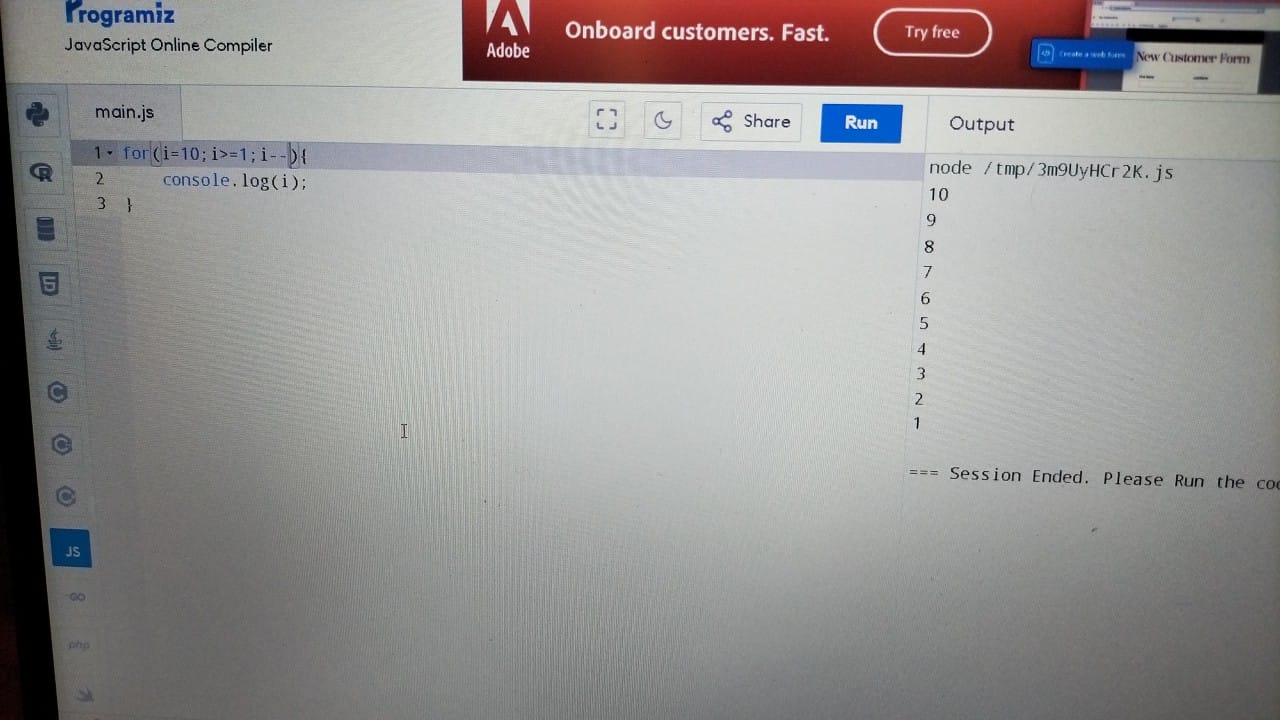 Programiz
JavaScript Online Compiler
Adobe
Onboard customers. Fast.
Try free
Create a web form
New Customer Form
main.js
Share
Run
Output
1 for(i=10;i>=1;i--){
2 console.log(i);
3 }
node /tmp/3m9UyHCr2K.js
10
9
8
7
6
5
4
3
2
1
=== Session Ended. Please Run the co
JS
GO
php